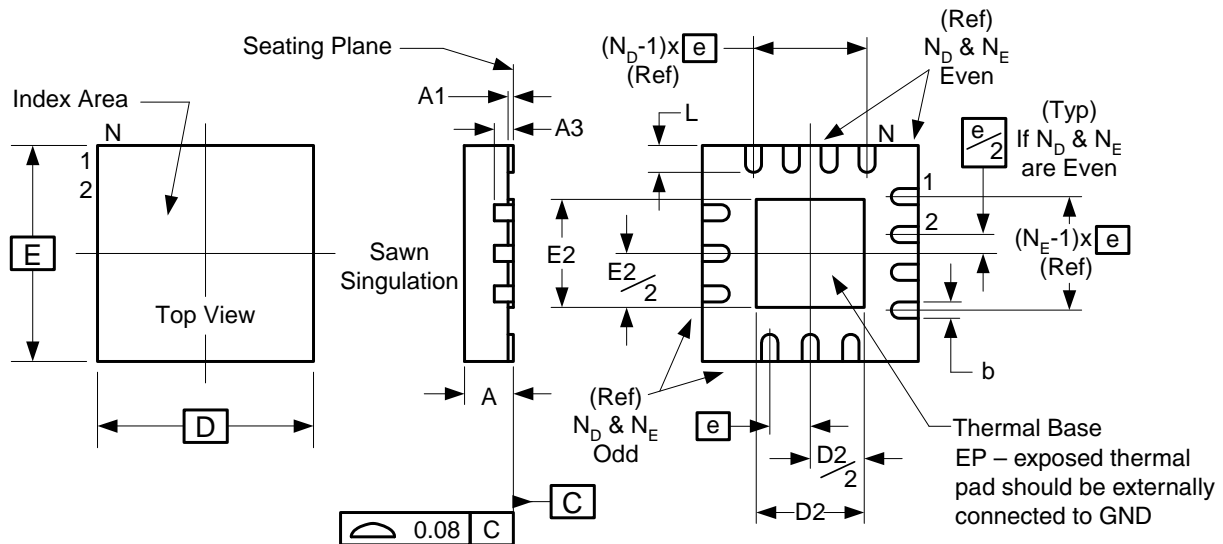 Seating Plane
Index Area
N
1
2
E
Top View
D
A1
A3
Sawn
Singulation
A
C
0.08 C
(N_D-1)x e
(Ref)
(Ref)
N_D & N_E
Even
L
N
e/2
(Typ)
If N_D & N_E
are Even
1
2
(N_E-1)x e
(Ref)
E2
E2/2
b
(Ref)
N_D & N_E
Odd
e
D2/2
D2
Thermal Base
EP – exposed thermal
pad should be externally
connected to GND